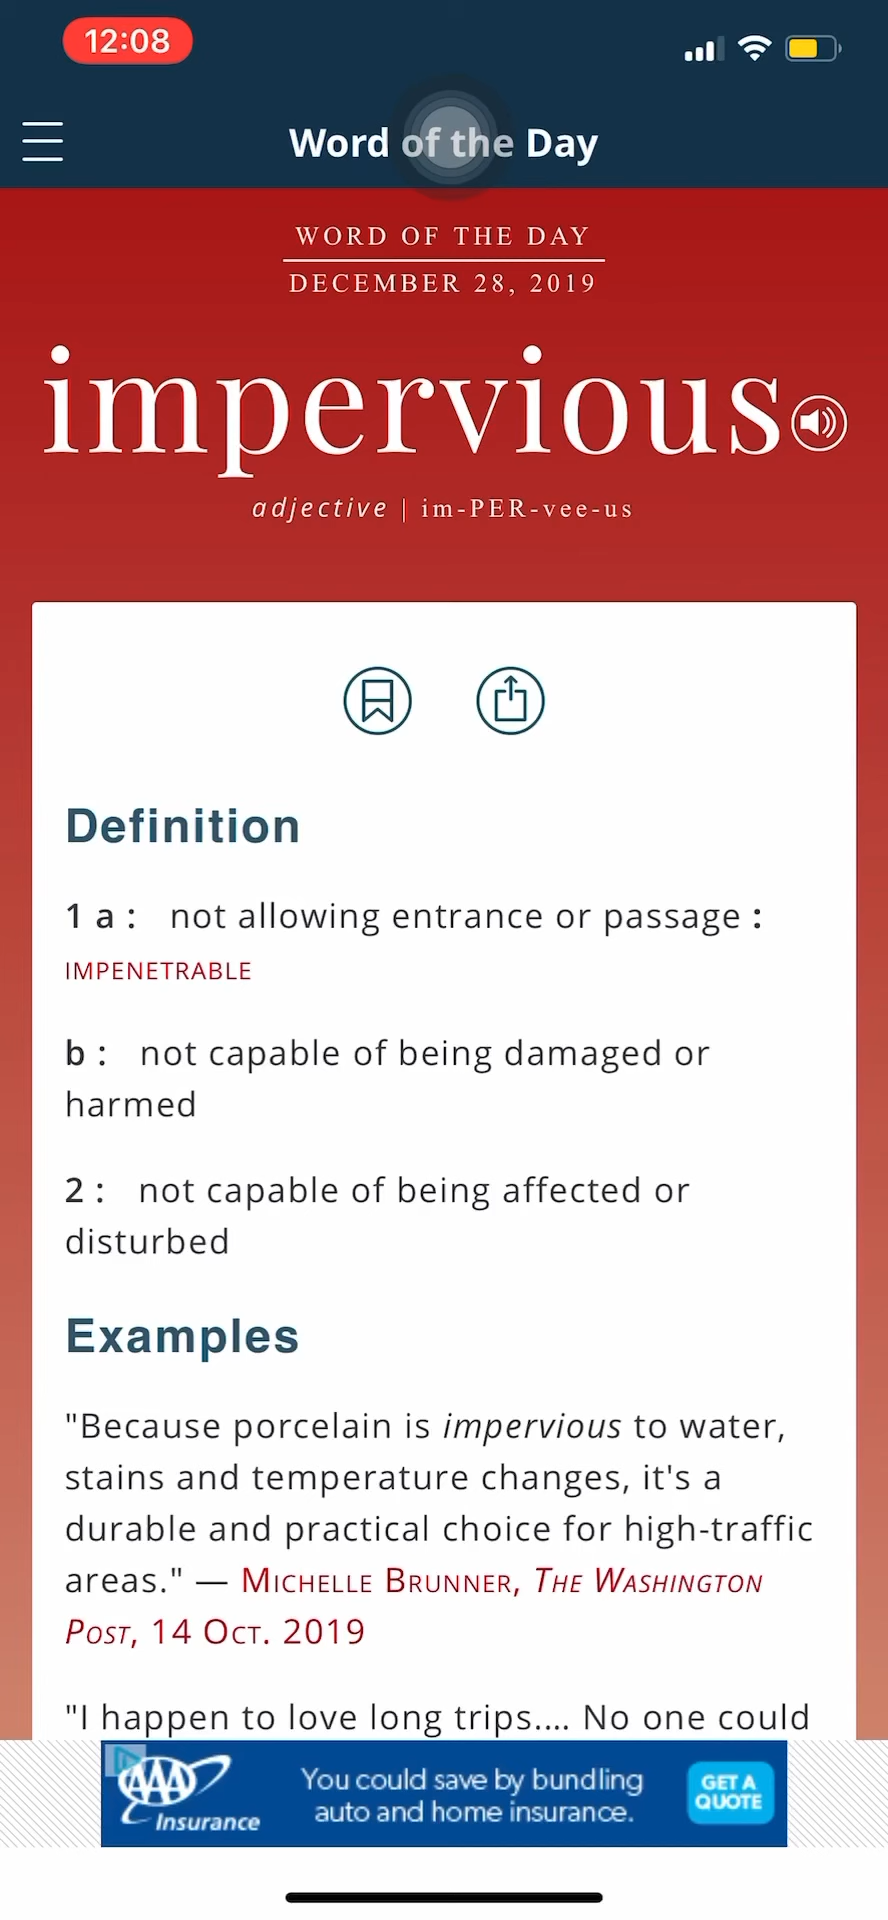 12:08
Word of the Day
WORD OF THE DAY
DECEMBER 28, 2019
impervious
adjective | im-PER-vee-us
Definition
1 a : not allowing entrance or passage :
IMPENETRABLE
b : not capable of being damaged or
harmed
2 : not capable of being affected or
disturbed
Examples
"Because porcelain is impervious to water,
stains and temperature changes, it's a
durable and practical choice for high-traffic
areas." — MICHELLE BRUNNER, THE WASHINGTON
POST, 14 OCT. 2019
"I happen to love long trips.... No one could
AAA
Insurance
You could save by bundling
auto and home insurance.
GET A
QUOTE